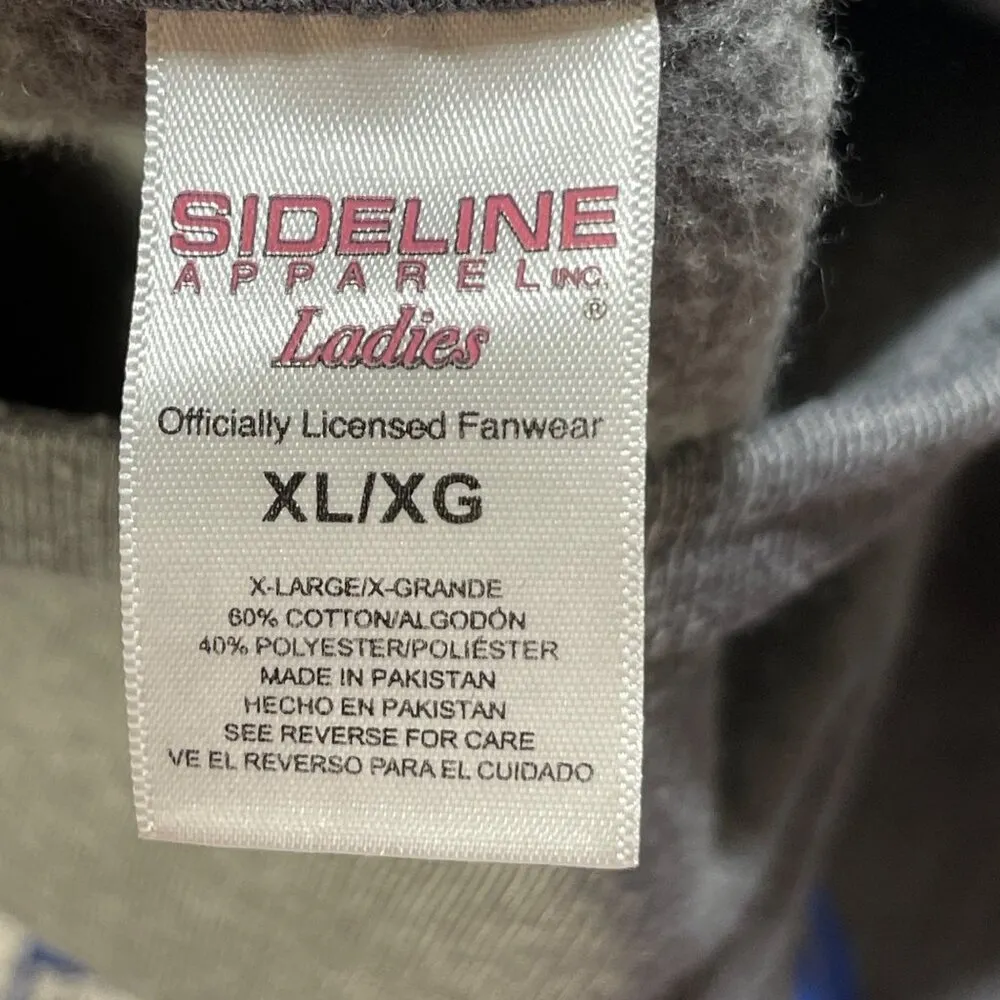 SIDELINE
APPAREL INC.
®
Ladies
Officially Licensed Fanwear
XL/XG
X-LARGE/X-GRANDE
60% COTTON/ALGODÓN
40% POLYESTER/POLIÉSTER
MADE IN PAKISTAN
HECHO EN PAKISTAN
SEE REVERSE FOR CARE
VE EL REVERSO PARA EL CUIDADO